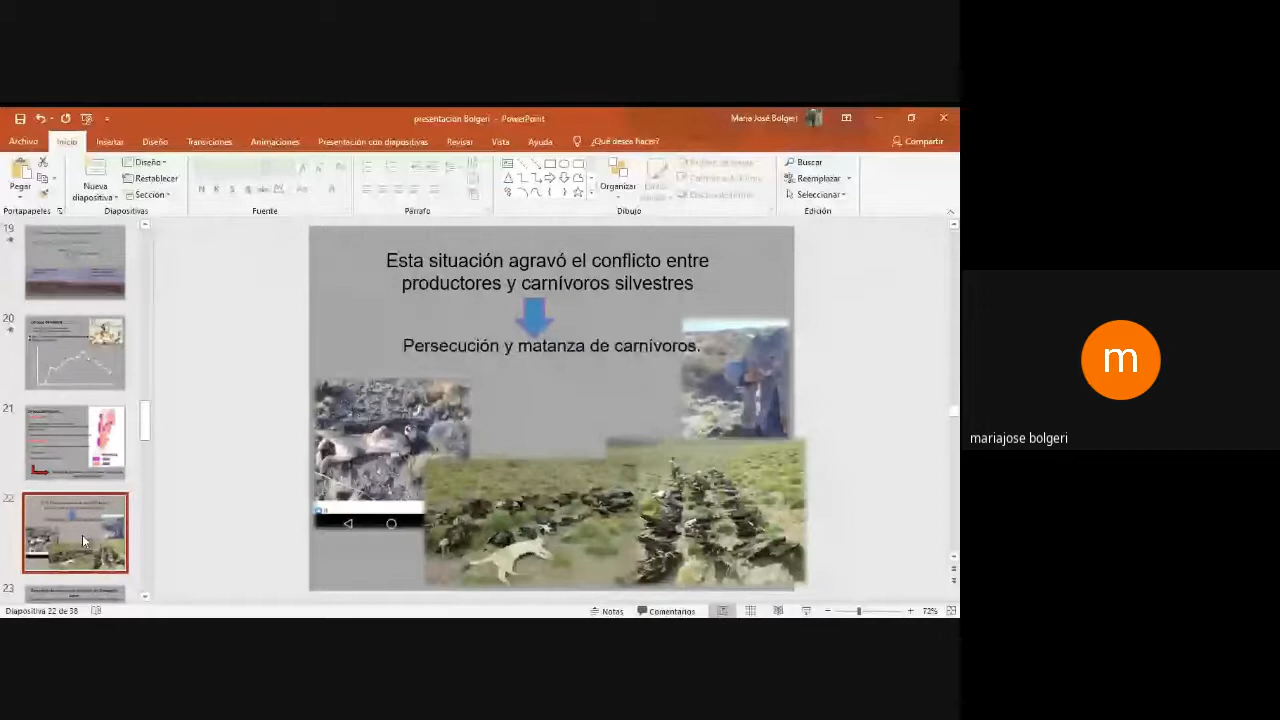 presentacion Bolgeri - PowerPoint
Maria José Bolgeri
Archivo
Inicio
Insertar
Diseño
Transiciones
Animaciones
Presentación con diapositivas
Revisar
Vista
Ayuda
¿Qué desea hacer?
Compartir
Pegar
Nueva
diapositiva
Diseño
Restablecer
Sección
Organizar
Buscar
Reemplazar
Seleccionar
Portapapeles
Diapositivas
Fuente
Párrafo
Dibujo
Edición
19
20
21
22
23
Esta situación agravó el conflicto entre
productores y carnívoros silvestres
Persecución y matanza de carnívoros.
m
mariajose bolgeri
Diapositiva 22 de 58
Notas
Comentarios
72%